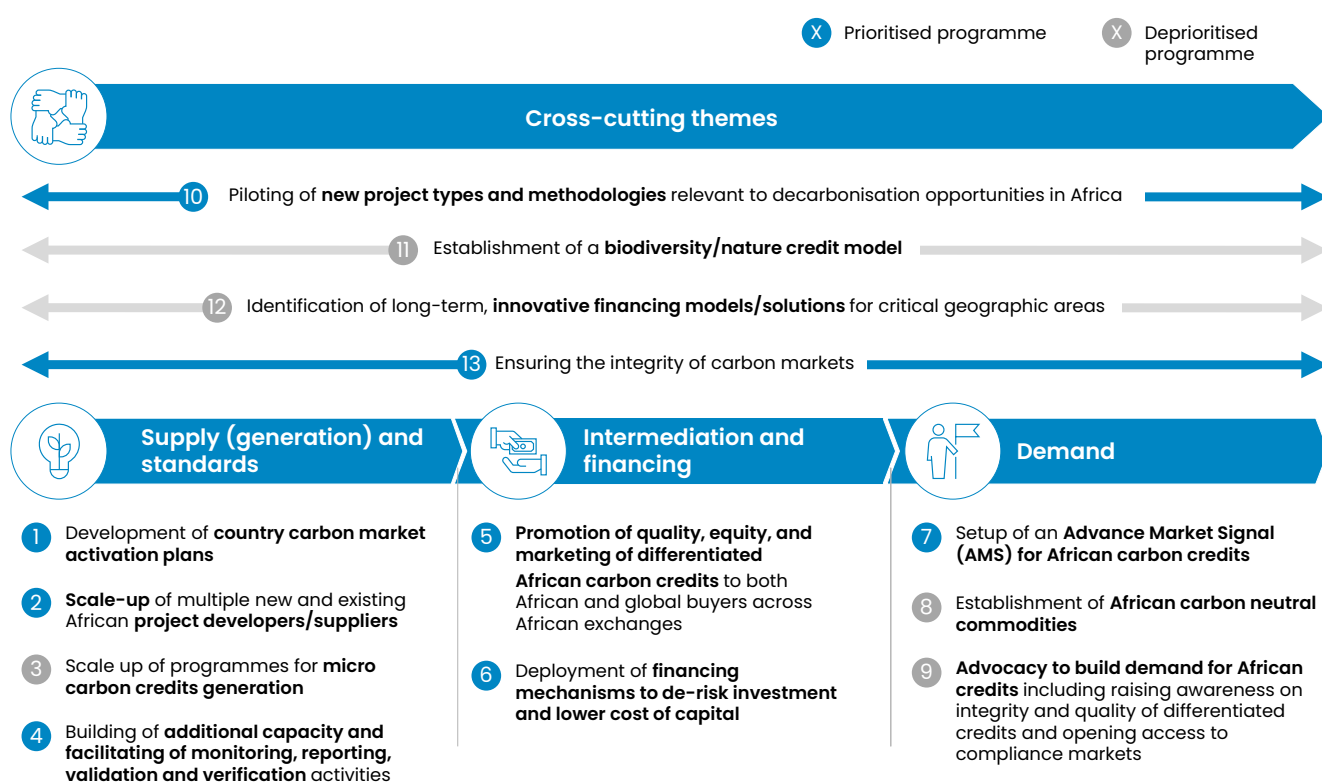 X Prioritised programme
X Deprioritised
programme
Cross-cutting themes
10 Piloting of new project types and methodologies relevant to decarbonisation opportunities in Africa
11 Establishment of a biodiversity/nature credit model
12 Identification of long-term, innovative financing models/solutions for critical geographic areas
13 Ensuring the integrity of carbon markets
Supply (generation) and
standards
1 Development of country carbon market
activation plans
2 Scale-up of multiple new and existing
African project developers/suppliers
3 Scale up of programmes for micro
carbon credits generation
4 Building of additional capacity and
facilitating of monitoring, reporting,
validation and verification activities
Intermediation and
financing
5 Promotion of quality, equity, and
marketing of differentiated
African carbon credits to both
African and global buyers across
African exchanges
6 Deployment of financing
mechanisms to de-risk investment
and lower cost of capital
Demand
7 Setup of an Advance Market Signal
(AMS) for African carbon credits
8 Establishment of African carbon neutral
commodities
9 Advocacy to build demand for African
credits including raising awareness on
integrity and quality of differentiated
credits and opening access to
compliance markets